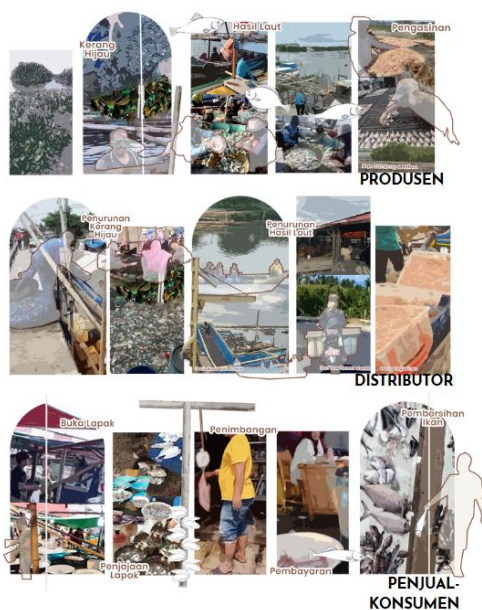 Kerang
Hijau
Hasil Laut
Pengasinan
PRODUSEN
Penurunan
Kerang
Hijau
Penurunan
Hasil Laut
DISTRIBUTOR
Buka Lapak
Penimbangan
Pembersihan
Ikan
Penjajaan
Lapak
Pembayaran
PENJUAL-
KONSUMEN